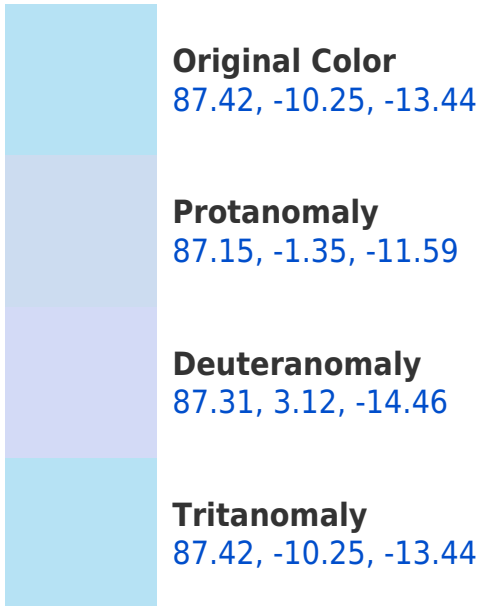 Original Color
87.42, -10.25, -13.44
Protanomaly
87.15, -1.35, -11.59
Deuteranomaly
87.31, 3.12, -14.46
Tritanomaly
87.42, -10.25, -13.44